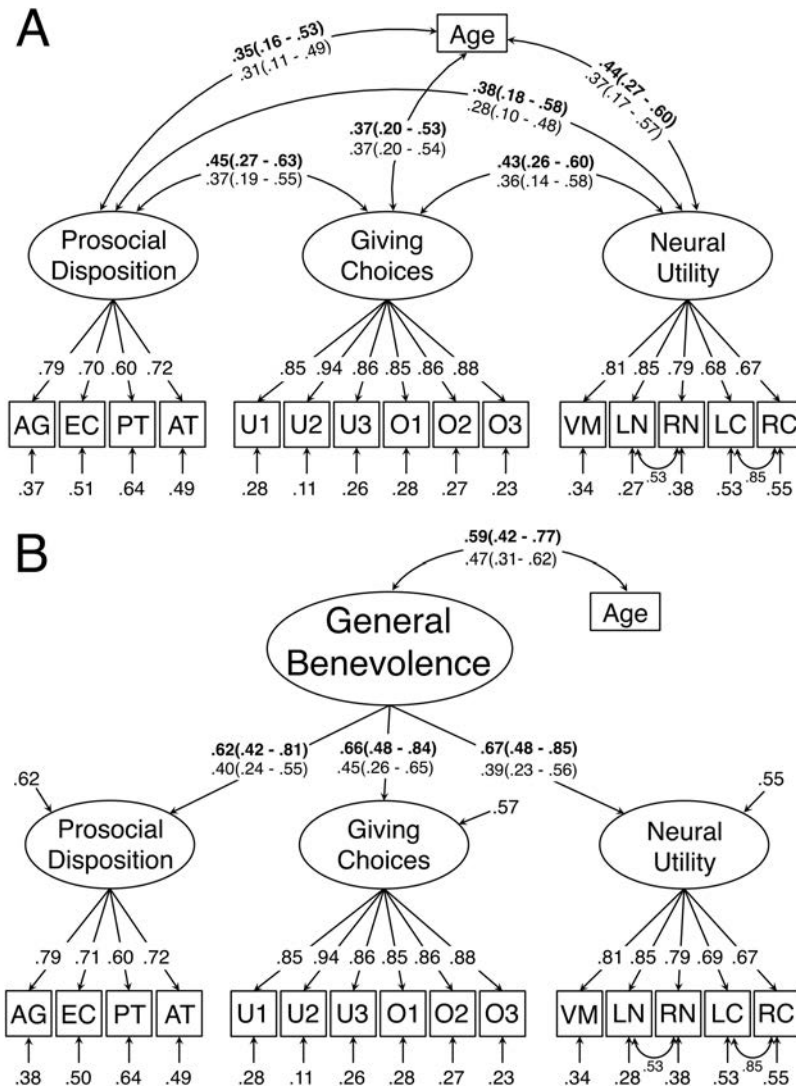 A
Age
.35(.16 - .53)
.31(.11 - .49)
.44(.27 - .60)
.37(.17 - .57)
.38(.18 - .58)
.28(.10 - .48)
.37(.20 - .53)
.37(.20 - .54)
.45(.27 - .63)
.37(.19 - .55)
.43(.26 - .60)
.36(.14 - .58)
Prosocial
Disposition
Giving
Choices
Neural
Utility
.79 .70 .60 .72 .85 .94 .86 .85 .86 .88 .81 .85 .79 .68 .67
AG EC PT AT U1 U2 U3 O1 O2 O3 VM LN RN LC RC
.53 .85
.37 .51 .64 .49 .28 .11 .26 .28 .27 .23 .34 .27 .38 .53 .55
B
.59(.42 - .77)
.47(.31- .62)
Age
General
Benevolence
.62(.42 - .81)
.40(.24 - .55)
.66(.48 - .84)
.45(.26 - .65)
.67(.48 - .85)
.39(.23 - .56)
.62
.57
.55
Prosocial
Disposition
Giving
Choices
Neural
Utility
.79 .71 .60 .72 .85 .94 .86 .85 .86 .88 .81 .85 .79 .69 .67
AG EC PT AT U1 U2 U3 O1 O2 O3 VM LN RN LC RC
.53 .85
.38 .50 .64 .49 .28 .11 .26 .28 .27 .23 .34 .28 .38 .53 .55